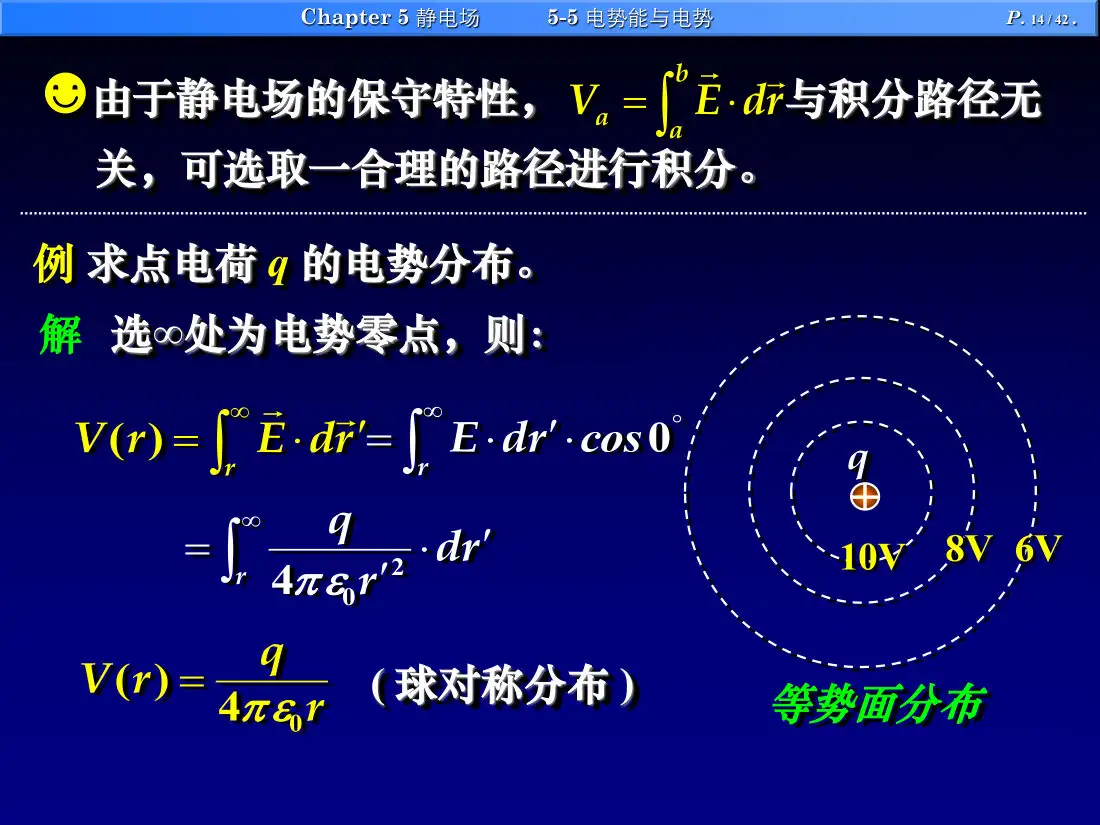 Chapter 5 静电场 5-5 电势能与电势 P. 14 / 42 .
由于静电场的保守特性， Vₐ = ∫ₐᵇ E⃗ · dr⃗ 与积分路径无
关，可选取一合理的路径进行积分。
例 求点电荷 q 的电势分布。
解 选∞处为电势零点，则：
V(r) = ∫_r^∞ E⃗ · dr⃗′ = ∫_r^∞ E · dr′ · cos 0°
= ∫_r^∞ q / (4πε₀r′²) · dr′
V(r) = q / (4πε₀r) ( 球对称分布 )
q
10V 8V 6V
等势面分布